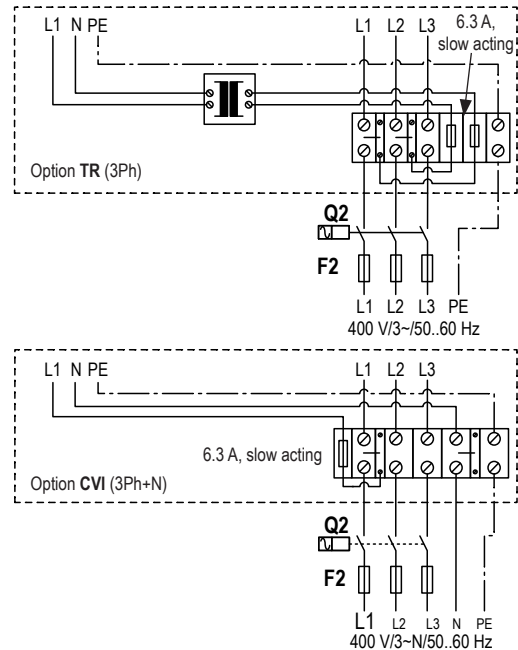 L1 N PE L1 L2 L3 6.3 A,
slow acting
Option TR (3Ph)
Q2
F2
L1 L2 L3 PE
400 V/3~/50..60 Hz
L1 N PE L1 L2 L3
6.3 A, slow acting
Option CVI (3Ph+N)
Q2
F2
L1 L2 L3 N PE
400 V/3~N/50..60 Hz